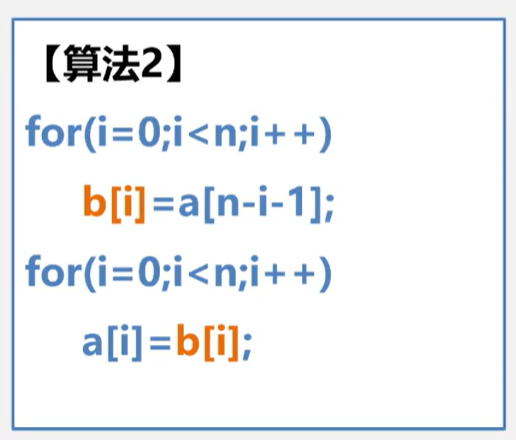 【算法2】
for(i=0;i<n;i++)
b[i]=a[n-i-1];
for(i=0;i<n;i++)
a[i]=b[i];